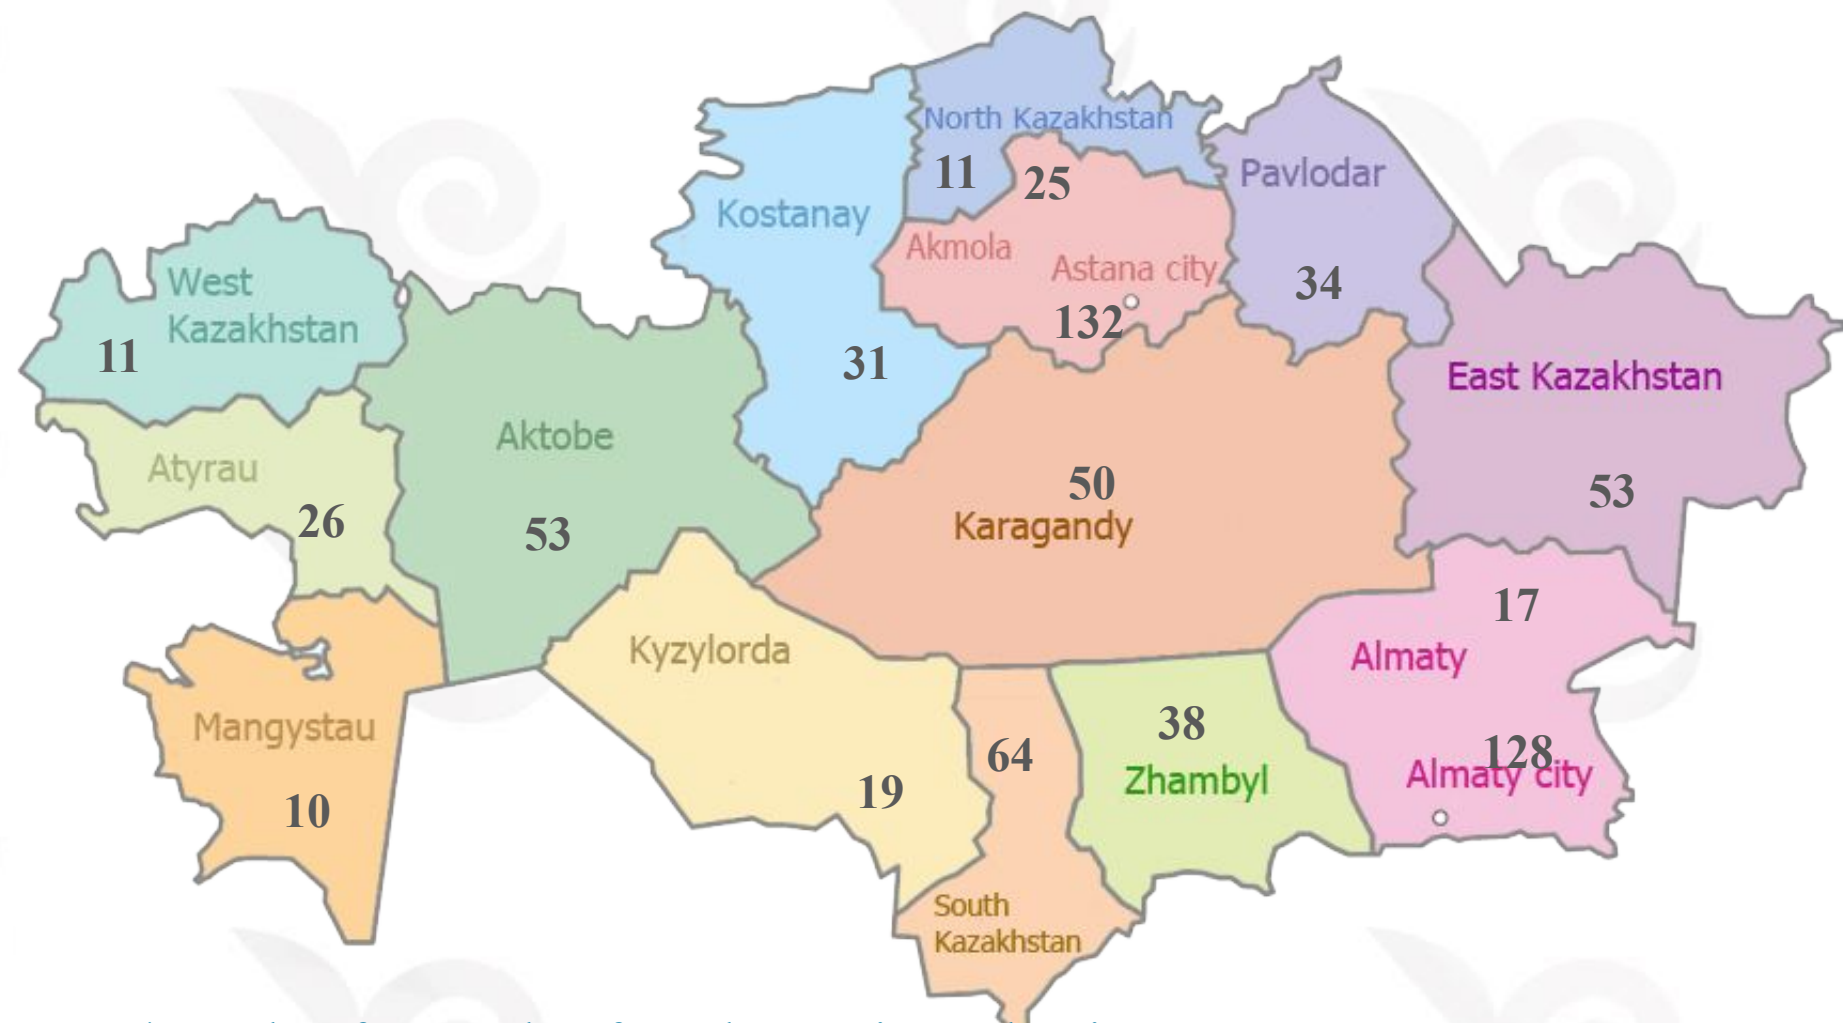 North Kazakhstan
11
25
Akmola
Astana city
132
Pavlodar
34
Kostanay
31
West
Kazakhstan
11
Atyrau
26
Aktobe
53
50
Karagandy
East Kazakhstan
53
17
Almaty
128
Almaty city
Kyzylorda
19
64
South
Kazakhstan
38
Zhambyl
Mangystau
10